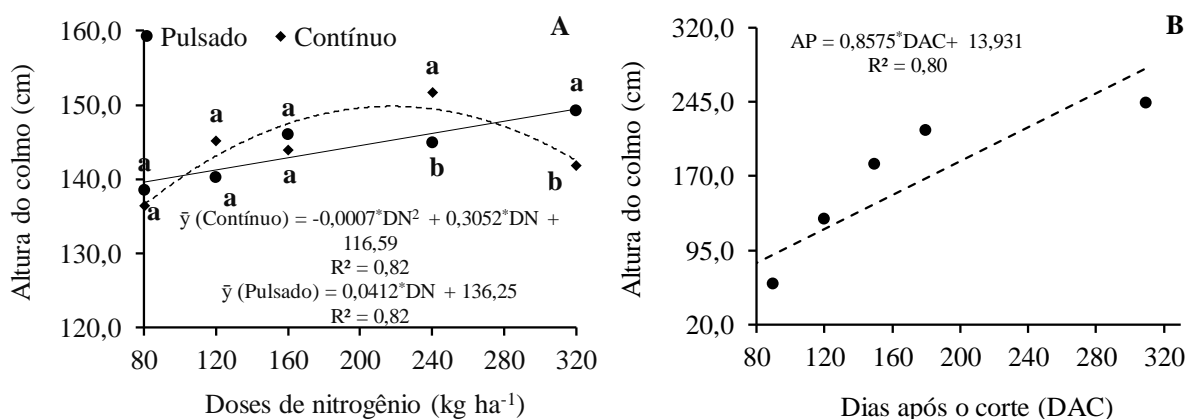 A
Pulsado Contínuo
Altura do colmo (cm)
160,0
150,0
140,0
130,0
120,0
a
a
a
a
a
a
a
b
a
b
ȳ (Contínuo) = -0,0007*DN² + 0,3052*DN +
116,59
R² = 0,82
ȳ (Pulsado) = 0,0412*DN + 136,25
R² = 0,82
80 120 160 200 240 280 320
Doses de nitrogênio (kg ha⁻¹)
B
AP = 0,8575*DAC+ 13,931
R² = 0,80
Altura do colmo (cm)
320,0
245,0
170,0
95,0
20,0
80 120 160 200 240 280 320
Dias após o corte (DAC)